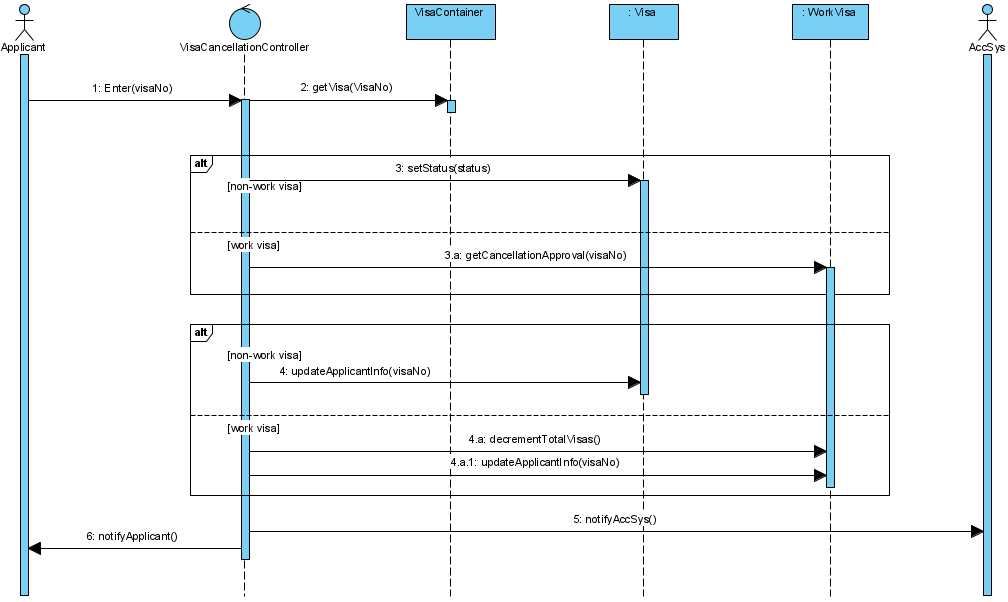 VisaContainer
: Visa
: WorkVisa
Applicant
VisaCancellationController
AccSys
1: Enter(visaNo)
2: getVisa(VisaNo)
alt
3: setStatus(status)
[non-work visa]
[work visa]
3.a: getCancellationApproval(visaNo)
alt
[non-work visa]
4: updateApplicantInfo(visaNo)
[work visa]
4.a: decrementTotalVisas()
4.a.1: updateApplicantInfo(visaNo)
5: notifyAccSys()
6: notifyApplicant()